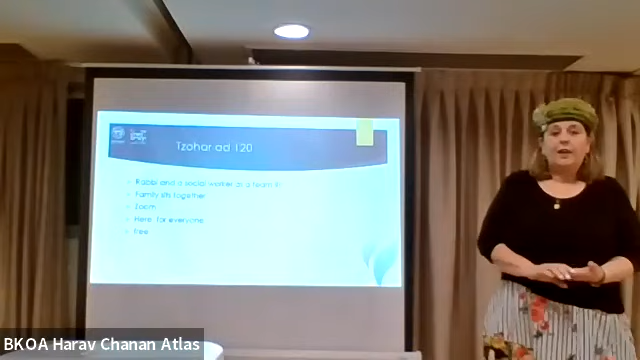 Tzohar ad 120
Rabbi and a social worker as a team
Family sits together
Zoom
Here for everyone
free
BKOA Harav Chanan Atlas